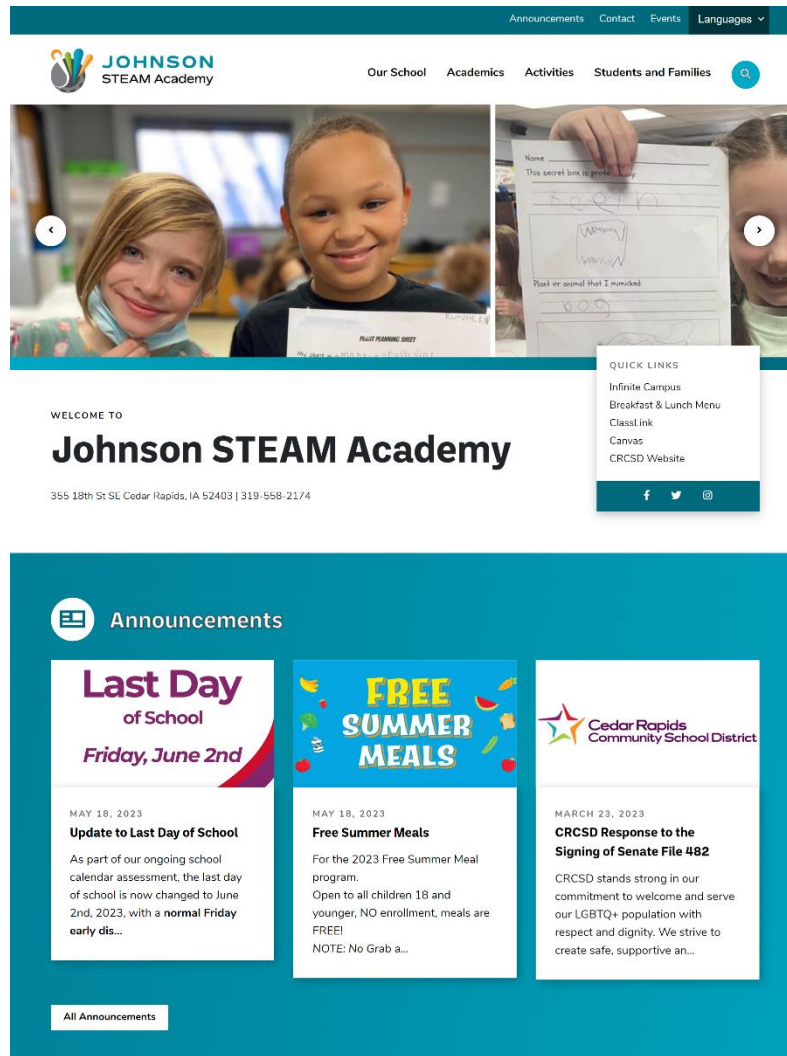 Announcements Contact Events Languages
JOHNSON
STEAM Academy
Our School Academics Activities Students and Families
Name
This secret box is
Plant or animal that I mimicked:
PLANT PLANNING SHEET
My plant is a
QUICK LINKS
Infinite Campus
Breakfast & Lunch Menu
ClassLink
Canvas
CRCSD Website
WELCOME TO
Johnson STEAM Academy
355 18th St SE Cedar Rapids, IA 52403 | 319-558-2174
Announcements
Last Day
of School
Friday, June 2nd
MAY 18, 2023
Update to Last Day of School
As part of our ongoing school
calendar assessment, the last day
of school is now changed to June
2nd, 2023, with a normal Friday
early dis...
FREE
SUMMER
MEALS
MAY 18, 2023
Free Summer Meals
For the 2023 Free Summer Meal
program.
Open to all children 18 and
younger, NO enrollment, meals are
FREE!
NOTE: No Grab a...
Cedar Rapids
Community School District
MARCH 23, 2023
CRCSD Response to the
Signing of Senate File 482
CRCSD stands strong in our
commitment to welcome and serve
our LGBTQ+ population with
respect and dignity. We strive to
create safe, supportive an...
All Announcements